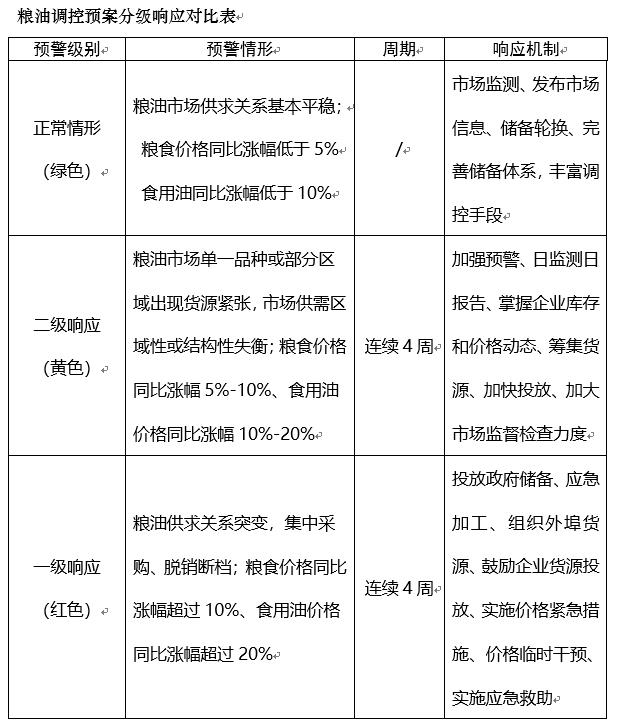 粮油调控预案分级响应对比表
预警级别
预警情形
周期
响应机制
正常情形
（绿色）
粮油市场供求关系基本平稳；
粮食价格同比涨幅低于5%
食用油同比涨幅低于10%
/
市场监测、发布市场
信息、储备轮换、完
善储备体系，丰富调
控手段
二级响应
（黄色）
粮油市场单一品种或部分区
域出现货源紧张，市场供需区
域性或结构性失衡；粮食价格
同比涨幅5%-10%、食用油
价格同比涨幅10%-20%
连续4周
加强预警、日监测日
报告、掌握企业库存
和价格动态、筹集货
源、加快投放、加大
市场监督检查力度
一级响应
（红色）
粮油供求关系突变，集中采
购、脱销断档；粮食价格同比
涨幅超过10%、食用油价格
同比涨幅超过20%
连续4周
投放政府储备、应急
加工、组织外埠货
源、鼓励企业货源投
放、实施价格紧急措
施、价格临时干预、
实施应急救助